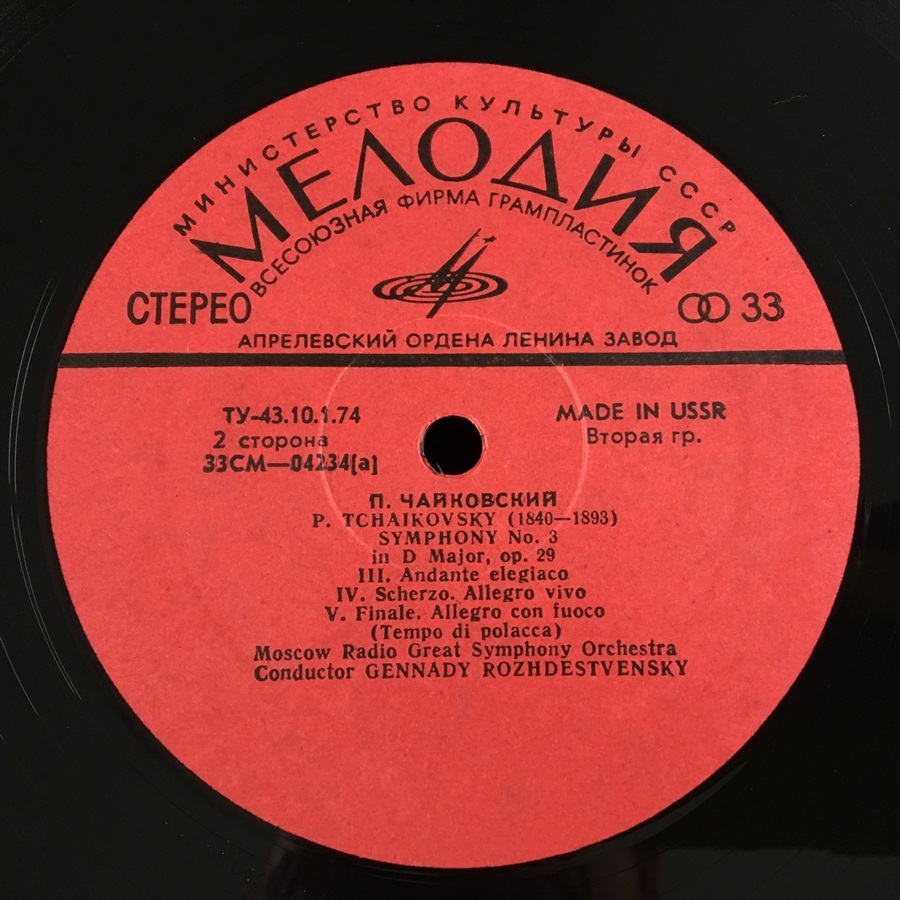 МИНИСТЕРСТВО КУЛЬТУРЫ СССР
МЕЛОДИЯ
ВСЕСОЮЗНАЯ ФИРМА ГРАМПЛАСТИНОК
СТЕРЕО
33
АПРЕЛЕВСКИЙ ОРДЕНА ЛЕНИНА ЗАВОД
ТУ-43.10.1.74
MADE IN USSR
2 сторона
Вторая гр.
33СМ—04234(а)
П. ЧАЙКОВСКИЙ
P. TCHAIKOVSKY (1840—1893)
SYMPHONY No. 3
in D Major, op. 29
III. Andante elegiaco
IV. Scherzo. Allegro vivo
V. Finale. Allegro con fuoco
(Tempo di polacca)
Moscow Radio Great Symphony Orchestra
Conductor GENNADY ROZHDESTVENSKY